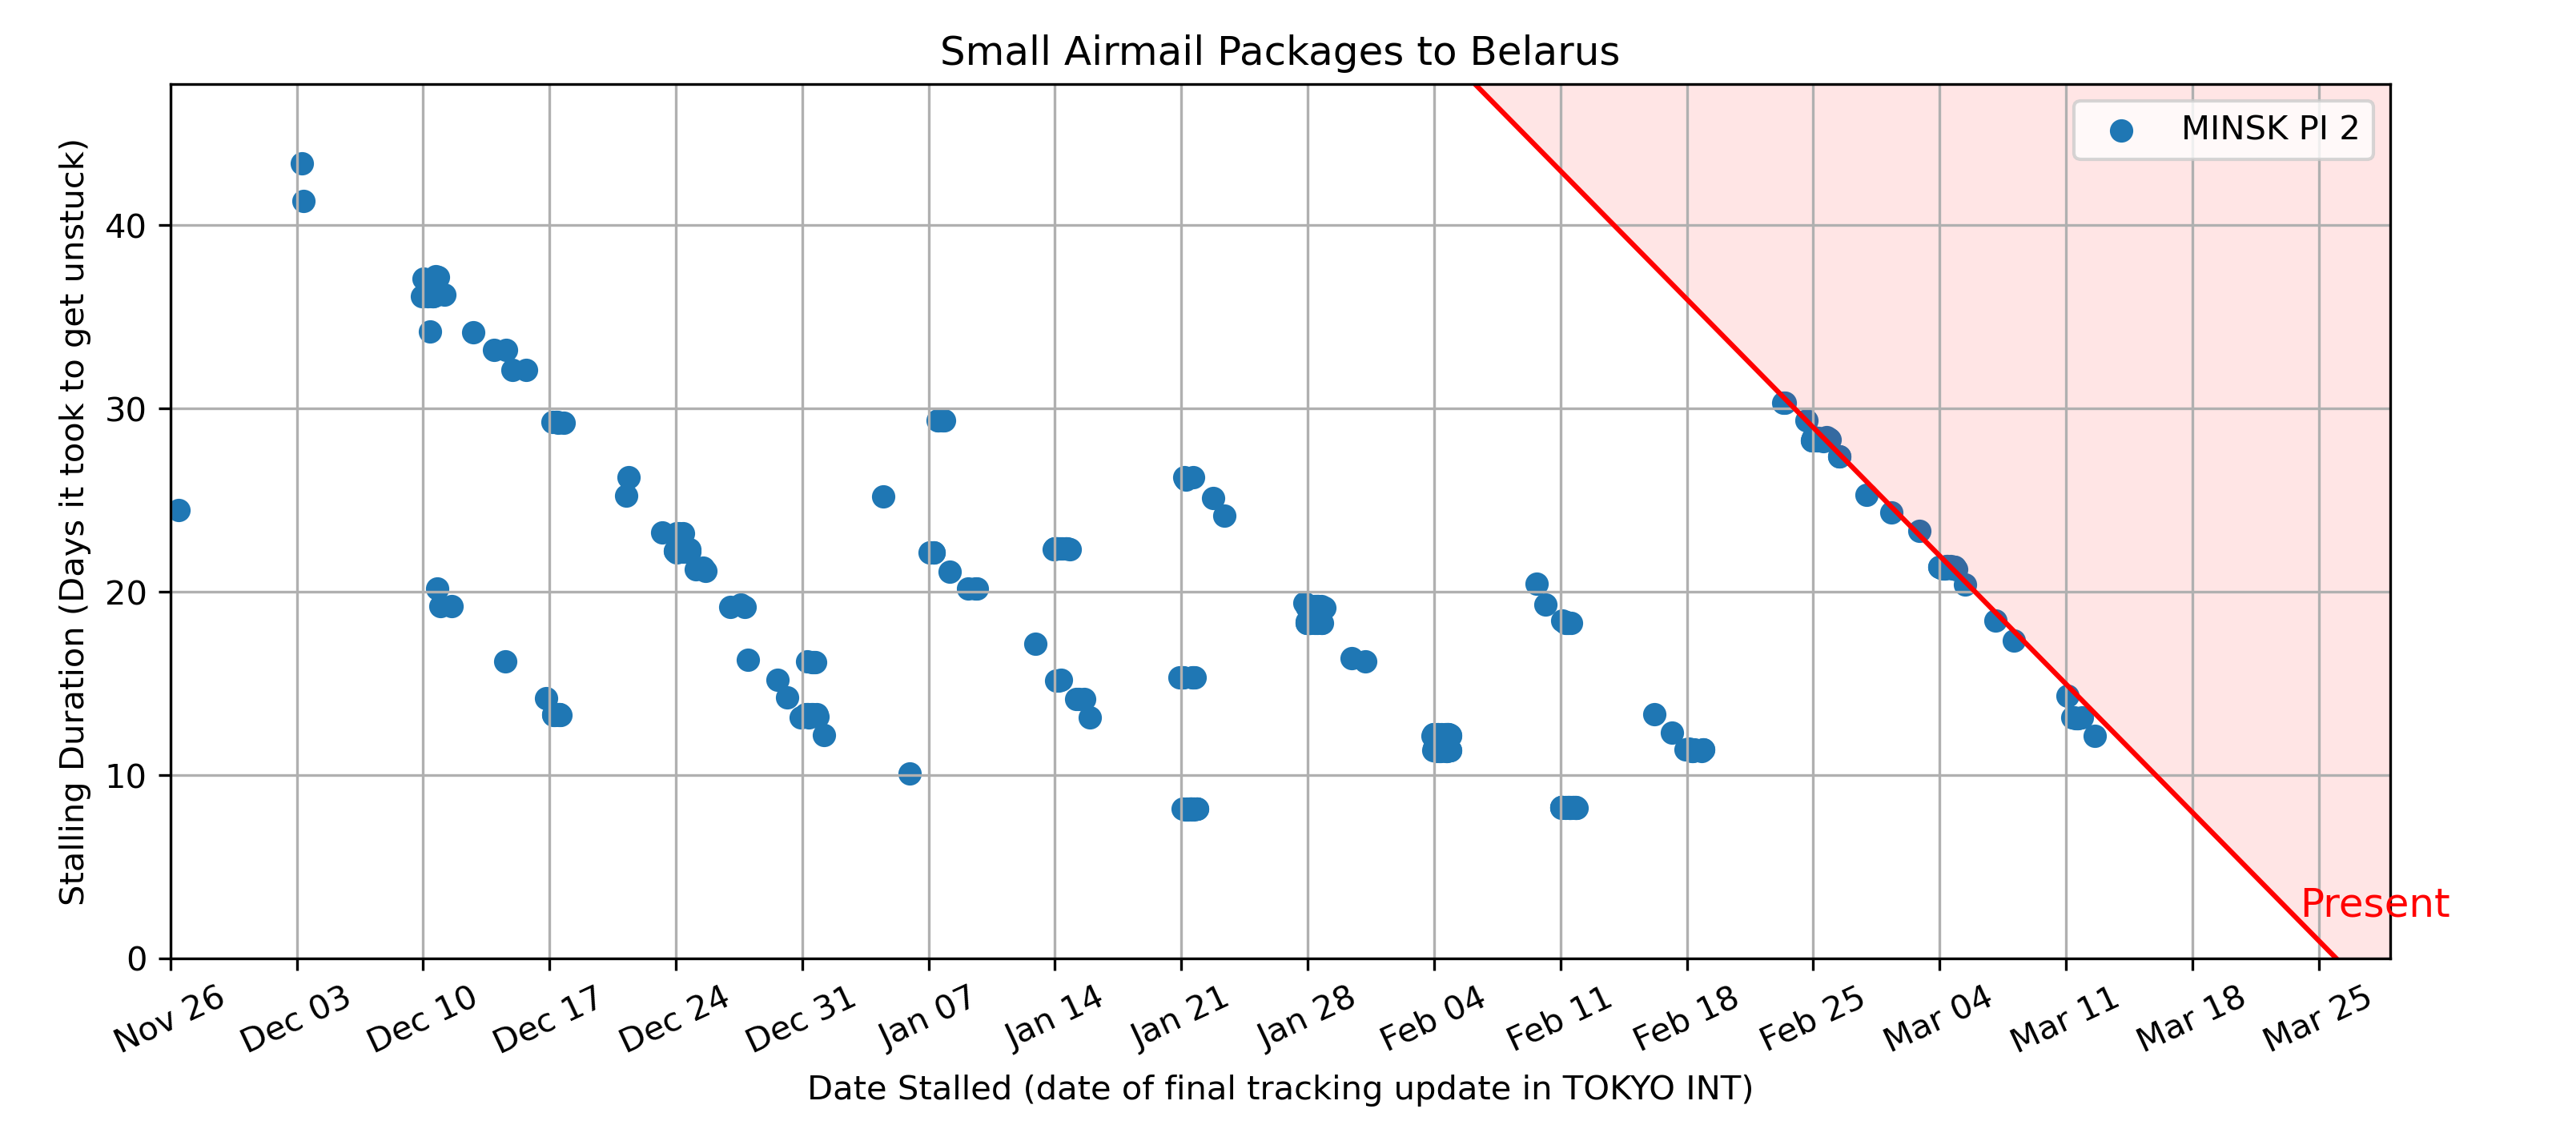 Small Airmail Packages to Belarus
MINSK PI 2
Stalling Duration (Days it took to get unstuck)
40
30
20
10
0
Present
Nov 26 Dec 03 Dec 10 Dec 17 Dec 24 Dec 31 Jan 07 Jan 14 Jan 21 Jan 28 Feb 04 Feb 11 Feb 18 Feb 25 Mar 04 Mar 11 Mar 18 Mar 25
Date Stalled (date of final tracking update in TOKYO INT)